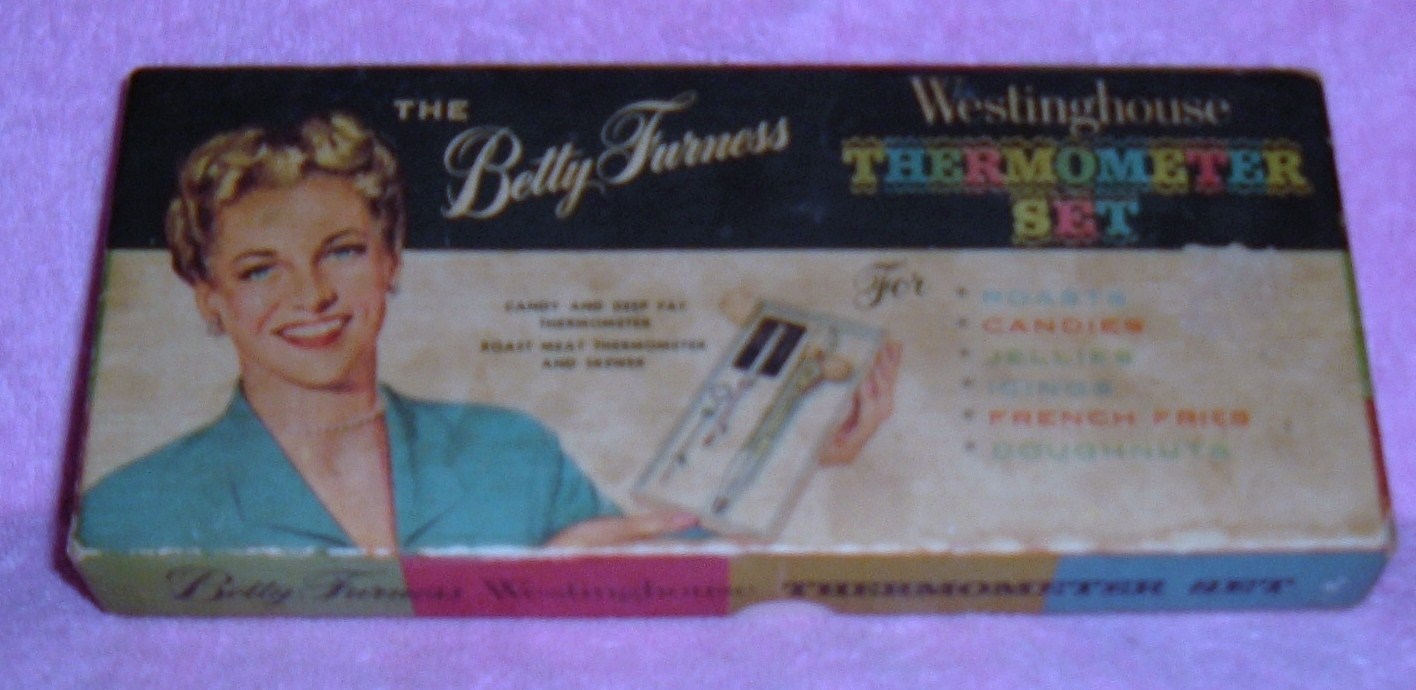 THE
Betty Furness
Westinghouse
THERMOMETER
SET
CANDY AND DEEP FAT
THERMOMETER
ROAST MEAT THERMOMETER
AND SKEWER
For
• ROASTS
• CANDIES
• JELLIES
• ICINGS
• FRENCH FRIES
• DOUGHNUTS
Betty Furness Westinghouse THERMOMETER SET